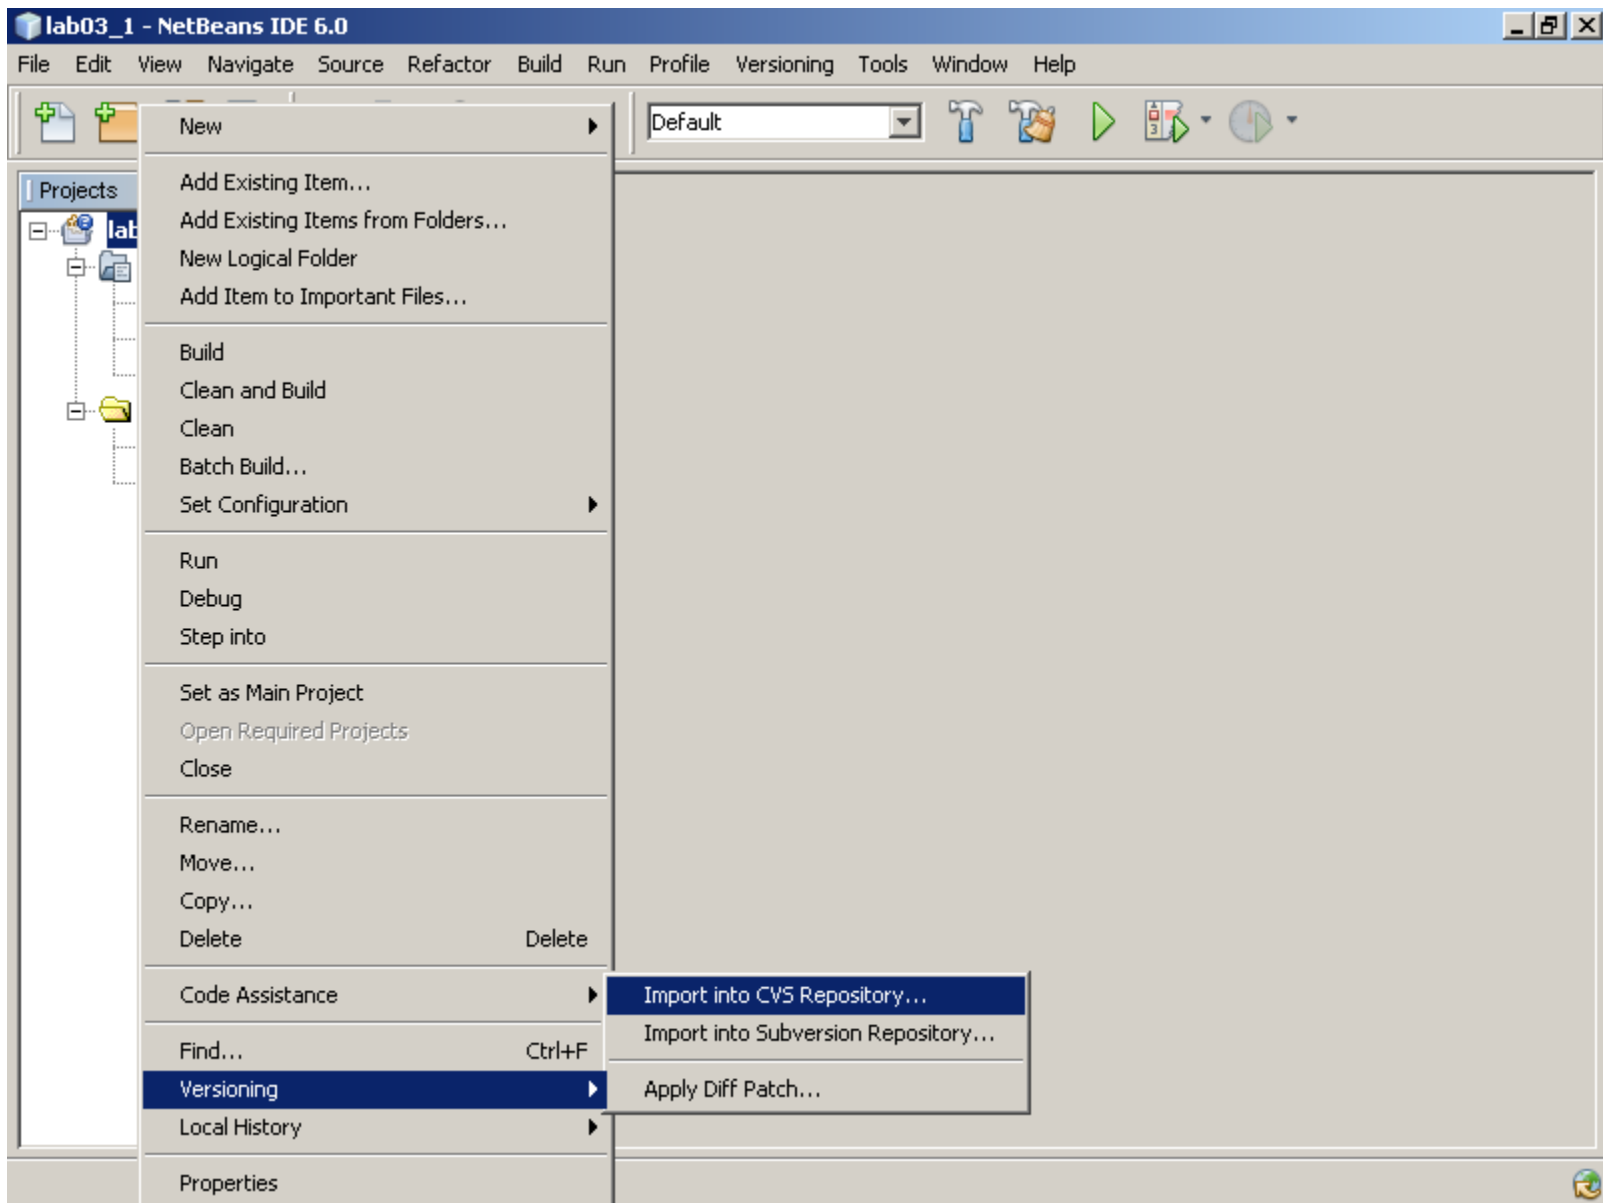 lab03_1 - NetBeans IDE 6.0
File Edit View Navigate Source Refactor Build Run Profile Versioning Tools Window Help
Default
Projects
lab
New
Add Existing Item...
Add Existing Items from Folders...
New Logical Folder
Add Item to Important Files...
Build
Clean and Build
Clean
Batch Build...
Set Configuration
Run
Debug
Step into
Set as Main Project
Open Required Projects
Close
Rename...
Move...
Copy...
Delete Delete
Code Assistance
Find... Ctrl+F
Versioning
Local History
Properties
Import into CVS Repository...
Import into Subversion Repository...
Apply Diff Patch...